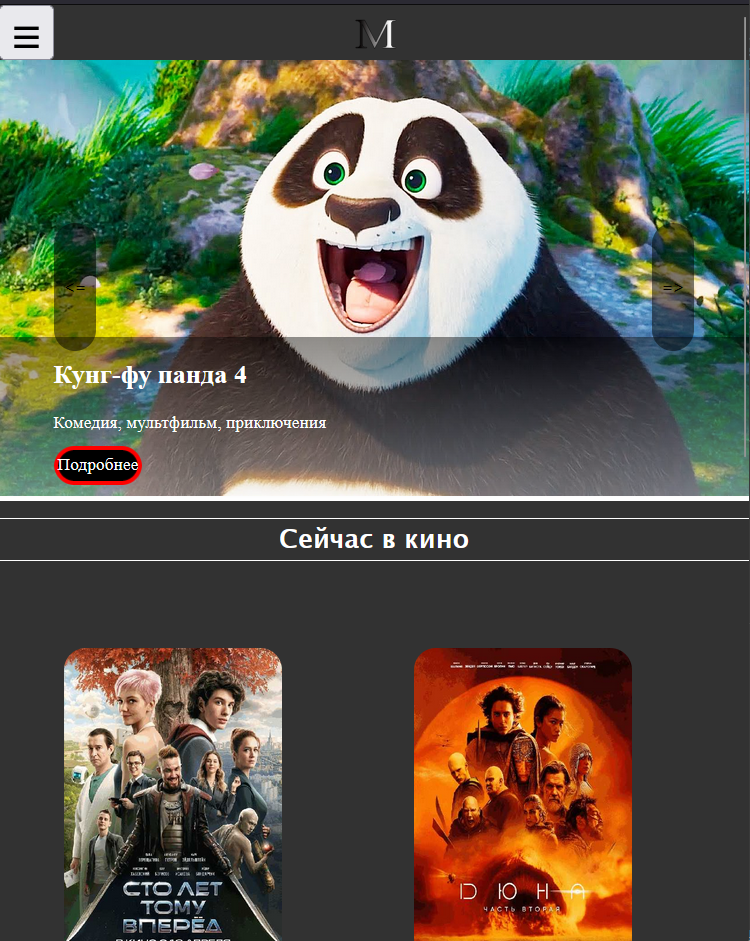 ☰
M
<=
=>
Кунг-фу панда 4
Комедия, мультфильм, приключения
Подробнее
Сейчас в кино
СТО ЛЕТ
ТОМУ
ВПЕРЁД
ДЮНА
ЧАСТЬ ВТОРАЯ